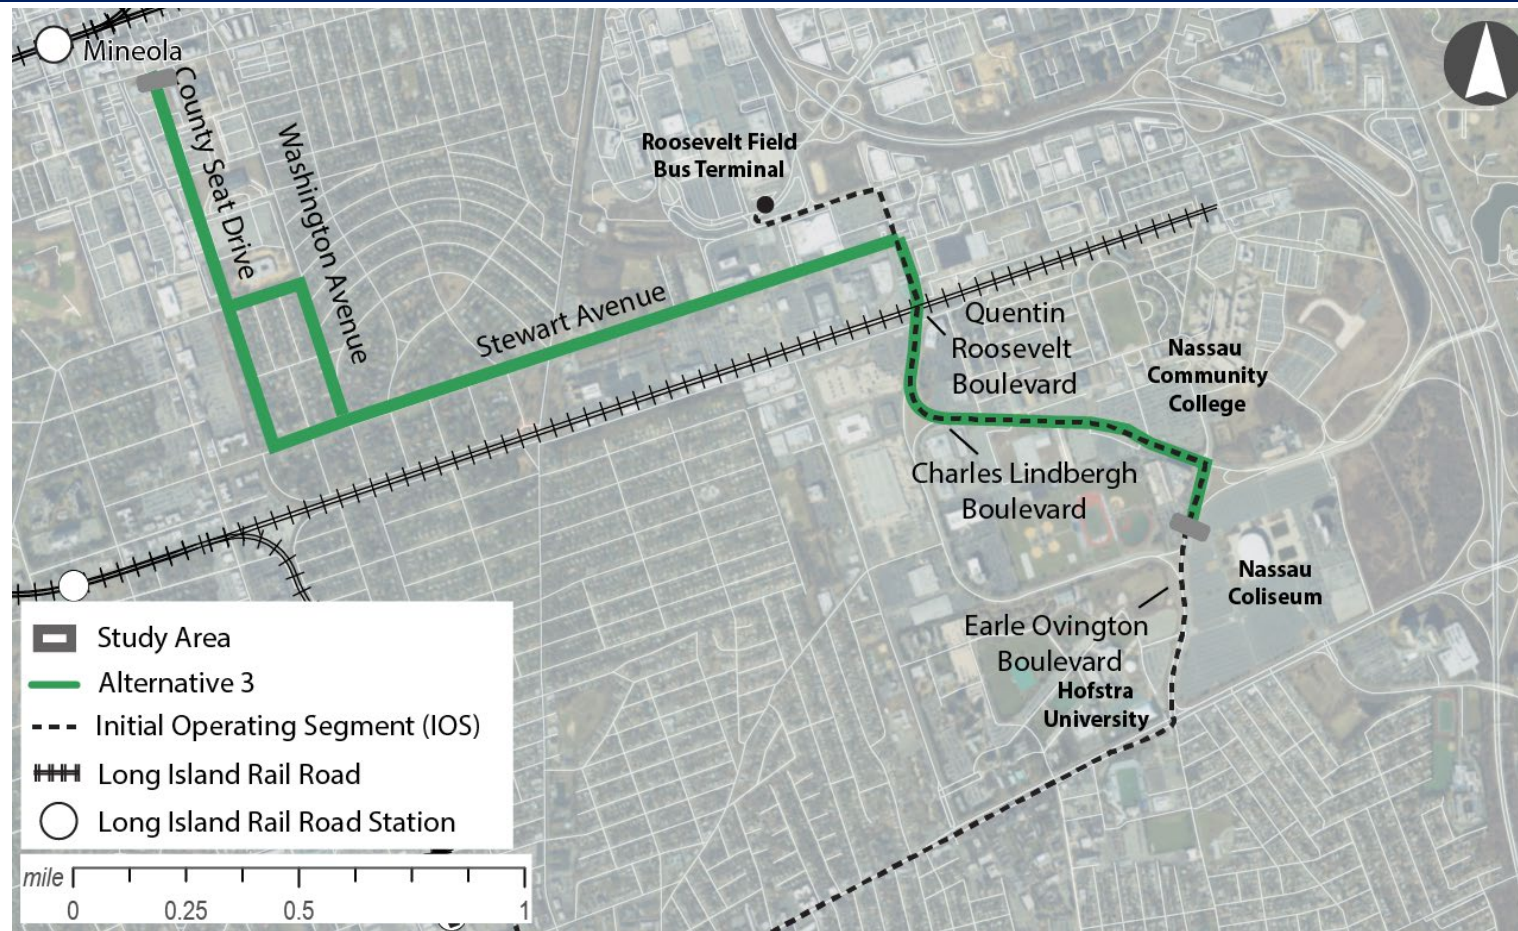 Mineola
County Seat Drive
Washington Avenue
Roosevelt Field
Bus Terminal
Stewart Avenue
Quentin
Roosevelt
Boulevard
Nassau
Community
College
Charles Lindbergh
Boulevard
Nassau
Coliseum
Earle Ovington
Boulevard
Hofstra
University
Study Area
Alternative 3
Initial Operating Segment (IOS)
Long Island Rail Road
Long Island Rail Road Station
mile
0 0.25 0.5 1